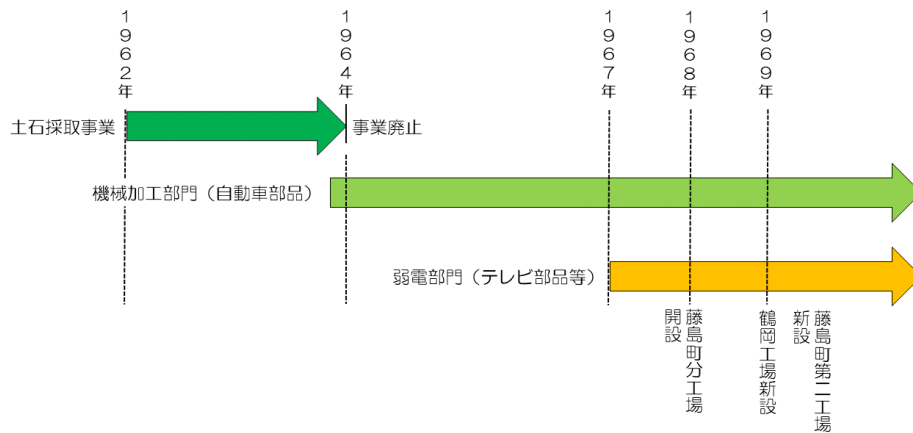 1962年
1964年
1967年
1968年
1969年
土石採取事業
事業廃止
機械加工部門（自動車部品）
弱電部門（テレビ部品等）
藤島町分工場
開設
鶴岡工場新設
藤島町第二工場
新設